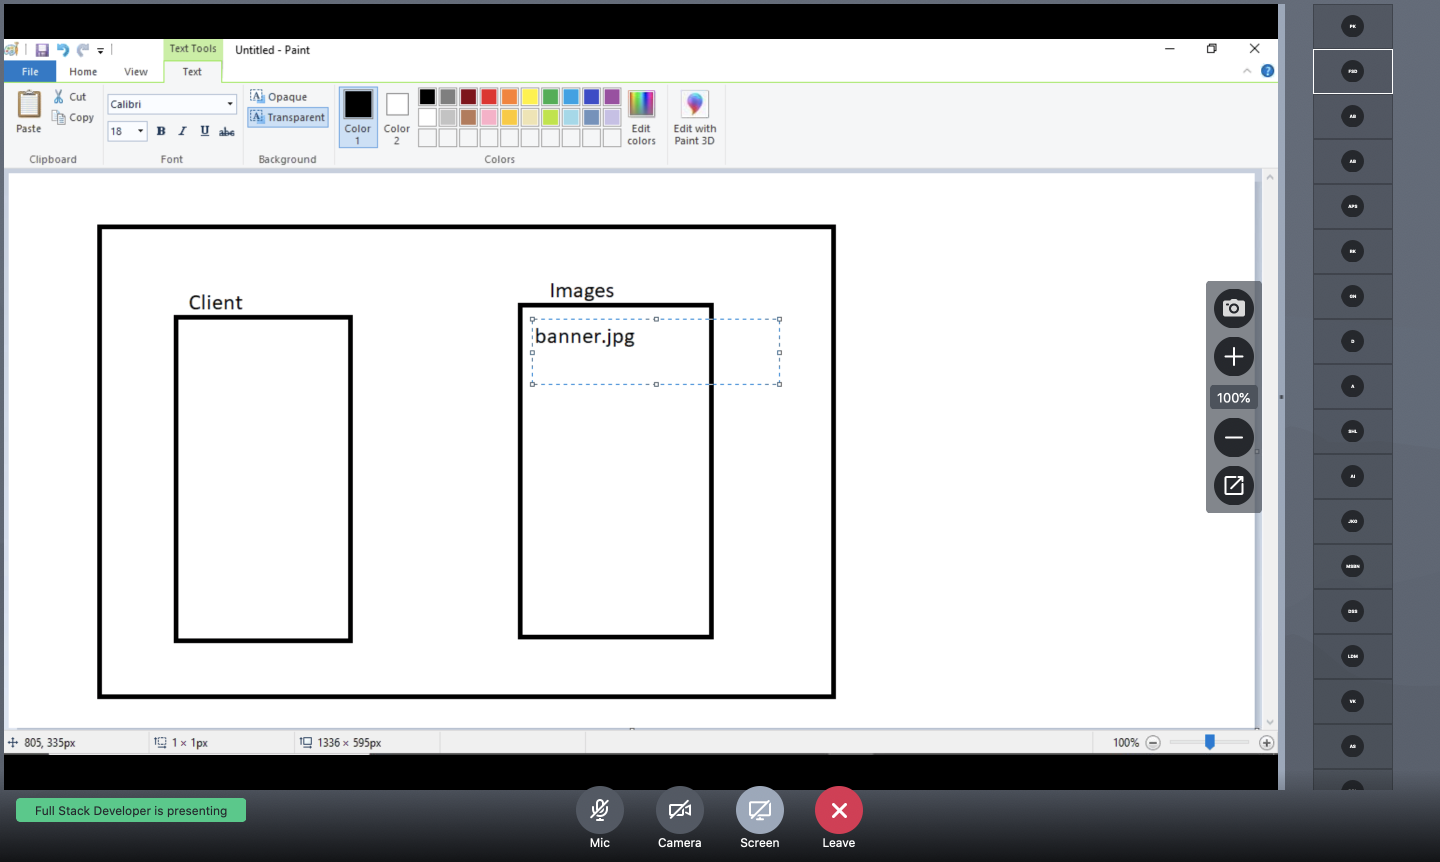 Text Tools
Untitled - Paint
File
Home
View
Text
Paste
Cut
Copy
Clipboard
Calibri
18
B
I
U
abc
Font
Opaque
Transparent
Background
Color
1
Color
2
Edit
colors
Colors
Edit with
Paint 3D
Client
Images
banner.jpg
100%
805, 335px
1 × 1px
1336 × 595px
100%
Full Stack Developer is presenting
Mic
Camera
Screen
Leave
PK
FSD
AB
AB
APS
RK
GN
D
A
SHL
AI
JKO
MSBN
DSS
LDM
VK
AS